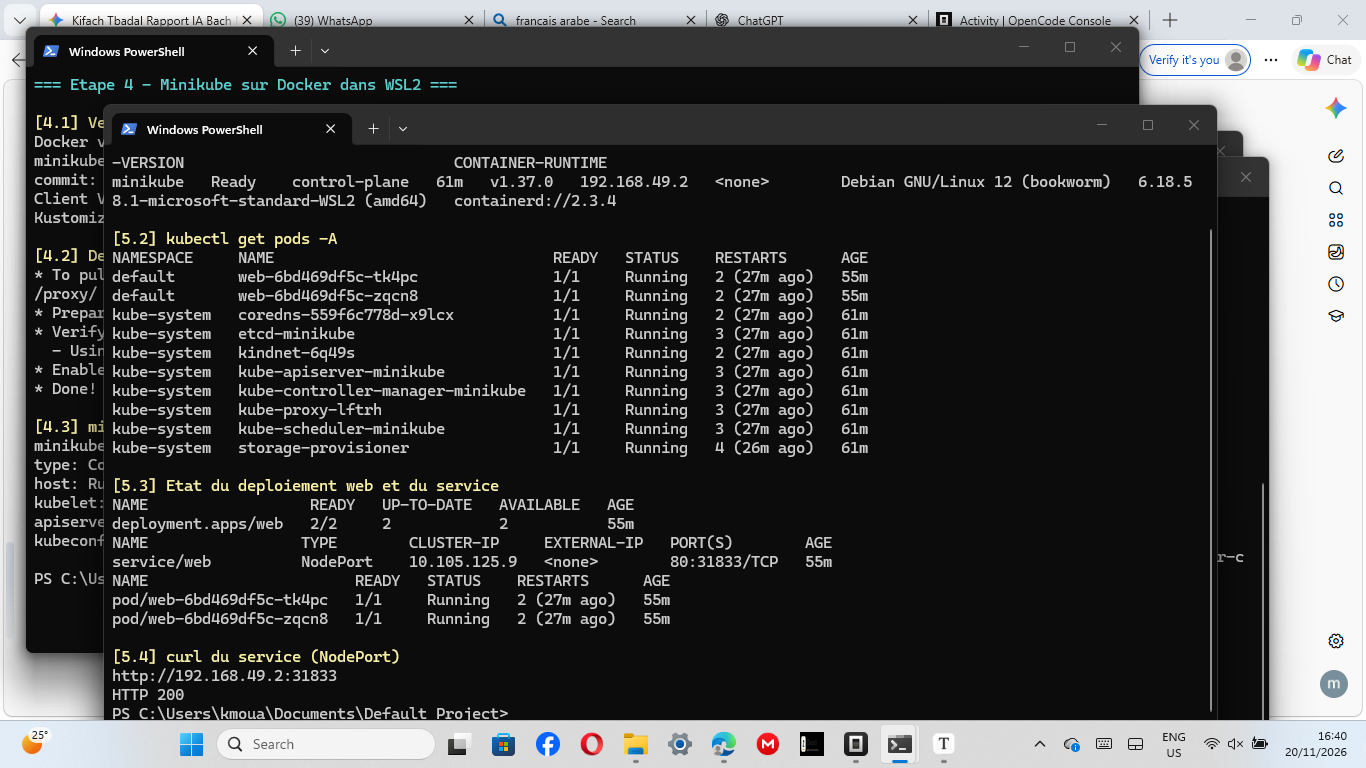 Kifach Tbadal Rapport IA Bach
(39) WhatsApp
francais arabe - Search
ChatGPT
Activity | OpenCode Console
Windows PowerShell
Verify it's you
Chat
=== Etape 4 - Minikube sur Docker dans WSL2 ===
[4.1] Ve
Docker v
minikube
commit:
Client V
Kustomiz
[4.2] De
* To pul
/proxy/
* Prepar
* Verify
- Usin
* Enable
* Done!
[4.3] mi
minikube
type: Co
host: Ru
kubelet:
apiserve
kubeconf
PS C:\Us
Windows PowerShell
-VERSION CONTAINER-RUNTIME
minikube Ready control-plane 61m v1.37.0 192.168.49.2 <none> Debian GNU/Linux 12 (bookworm) 6.18.5
8.1-microsoft-standard-WSL2 (amd64) containerd://2.3.4
[5.2] kubectl get pods -A
NAMESPACE NAME READY STATUS RESTARTS AGE
default web-6bd469df5c-tk4pc 1/1 Running 2 (27m ago) 55m
default web-6bd469df5c-zqcn8 1/1 Running 2 (27m ago) 55m
kube-system coredns-559f6c778d-x9lcx 1/1 Running 2 (27m ago) 61m
kube-system etcd-minikube 1/1 Running 3 (27m ago) 61m
kube-system kindnet-6q49s 1/1 Running 2 (27m ago) 61m
kube-system kube-apiserver-minikube 1/1 Running 3 (27m ago) 61m
kube-system kube-controller-manager-minikube 1/1 Running 3 (27m ago) 61m
kube-system kube-proxy-lftrh 1/1 Running 3 (27m ago) 61m
kube-system kube-scheduler-minikube 1/1 Running 3 (27m ago) 61m
kube-system storage-provisioner 1/1 Running 4 (26m ago) 61m
[5.3] Etat du deploiement web et du service
NAME READY UP-TO-DATE AVAILABLE AGE
deployment.apps/web 2/2 2 2 55m
NAME TYPE CLUSTER-IP EXTERNAL-IP PORT(S) AGE
service/web NodePort 10.105.125.9 <none> 80:31833/TCP 55m
NAME READY STATUS RESTARTS AGE
pod/web-6bd469df5c-tk4pc 1/1 Running 2 (27m ago) 55m
pod/web-6bd469df5c-zqcn8 1/1 Running 2 (27m ago) 55m
[5.4] curl du service (NodePort)
http://192.168.49.2:31833
HTTP 200
PS C:\Users\kmoua\Documents\Default Project>
r-c
m
25°
Search
ENG
US
16:40
20/11/2026